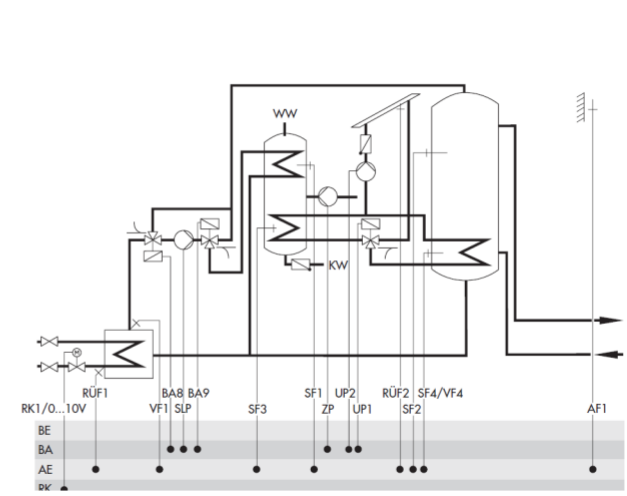 WW
KW
M
RÜF1 BA8 BA9 SF1 UP2 RÜF2 SF4/VF4
RK1/0...10V VF1 SLP SF3 ZP UP1 SF2 AF1
BE
BA
AE
RK